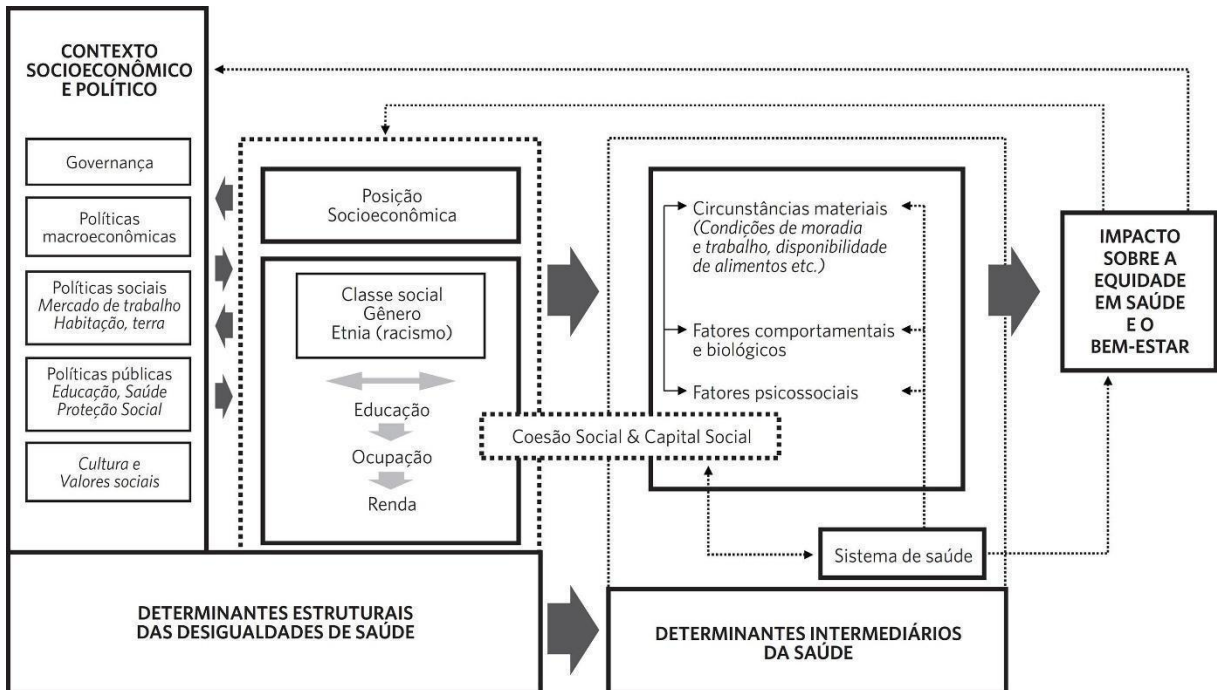 CONTEXTO
SOCIOECONÔMICO
E POLÍTICO
Governança
Políticas
macroeconômicas
Políticas sociais
Mercado de trabalho
Habitação, terra
Políticas públicas
Educação, Saúde
Proteção Social
Cultura e
Valores sociais
Posição
Socioeconômica
Classe social
Gênero
Etnia (racismo)
Educação
Ocupação
Renda
Coesão Social & Capital Social
Circunstâncias materiais
(Condições de moradia
e trabalho, disponibilidade
de alimentos etc.)
Fatores comportamentais
e biológicos
Fatores psicossociais
Sistema de saúde
IMPACTO
SOBRE A
EQUIDADE
EM SAÚDE
E O
BEM-ESTAR
DETERMINANTES ESTRUTURAIS
DAS DESIGUALDADES DE SAÚDE
DETERMINANTES INTERMEDIÁRIOS
DA SAÚDE